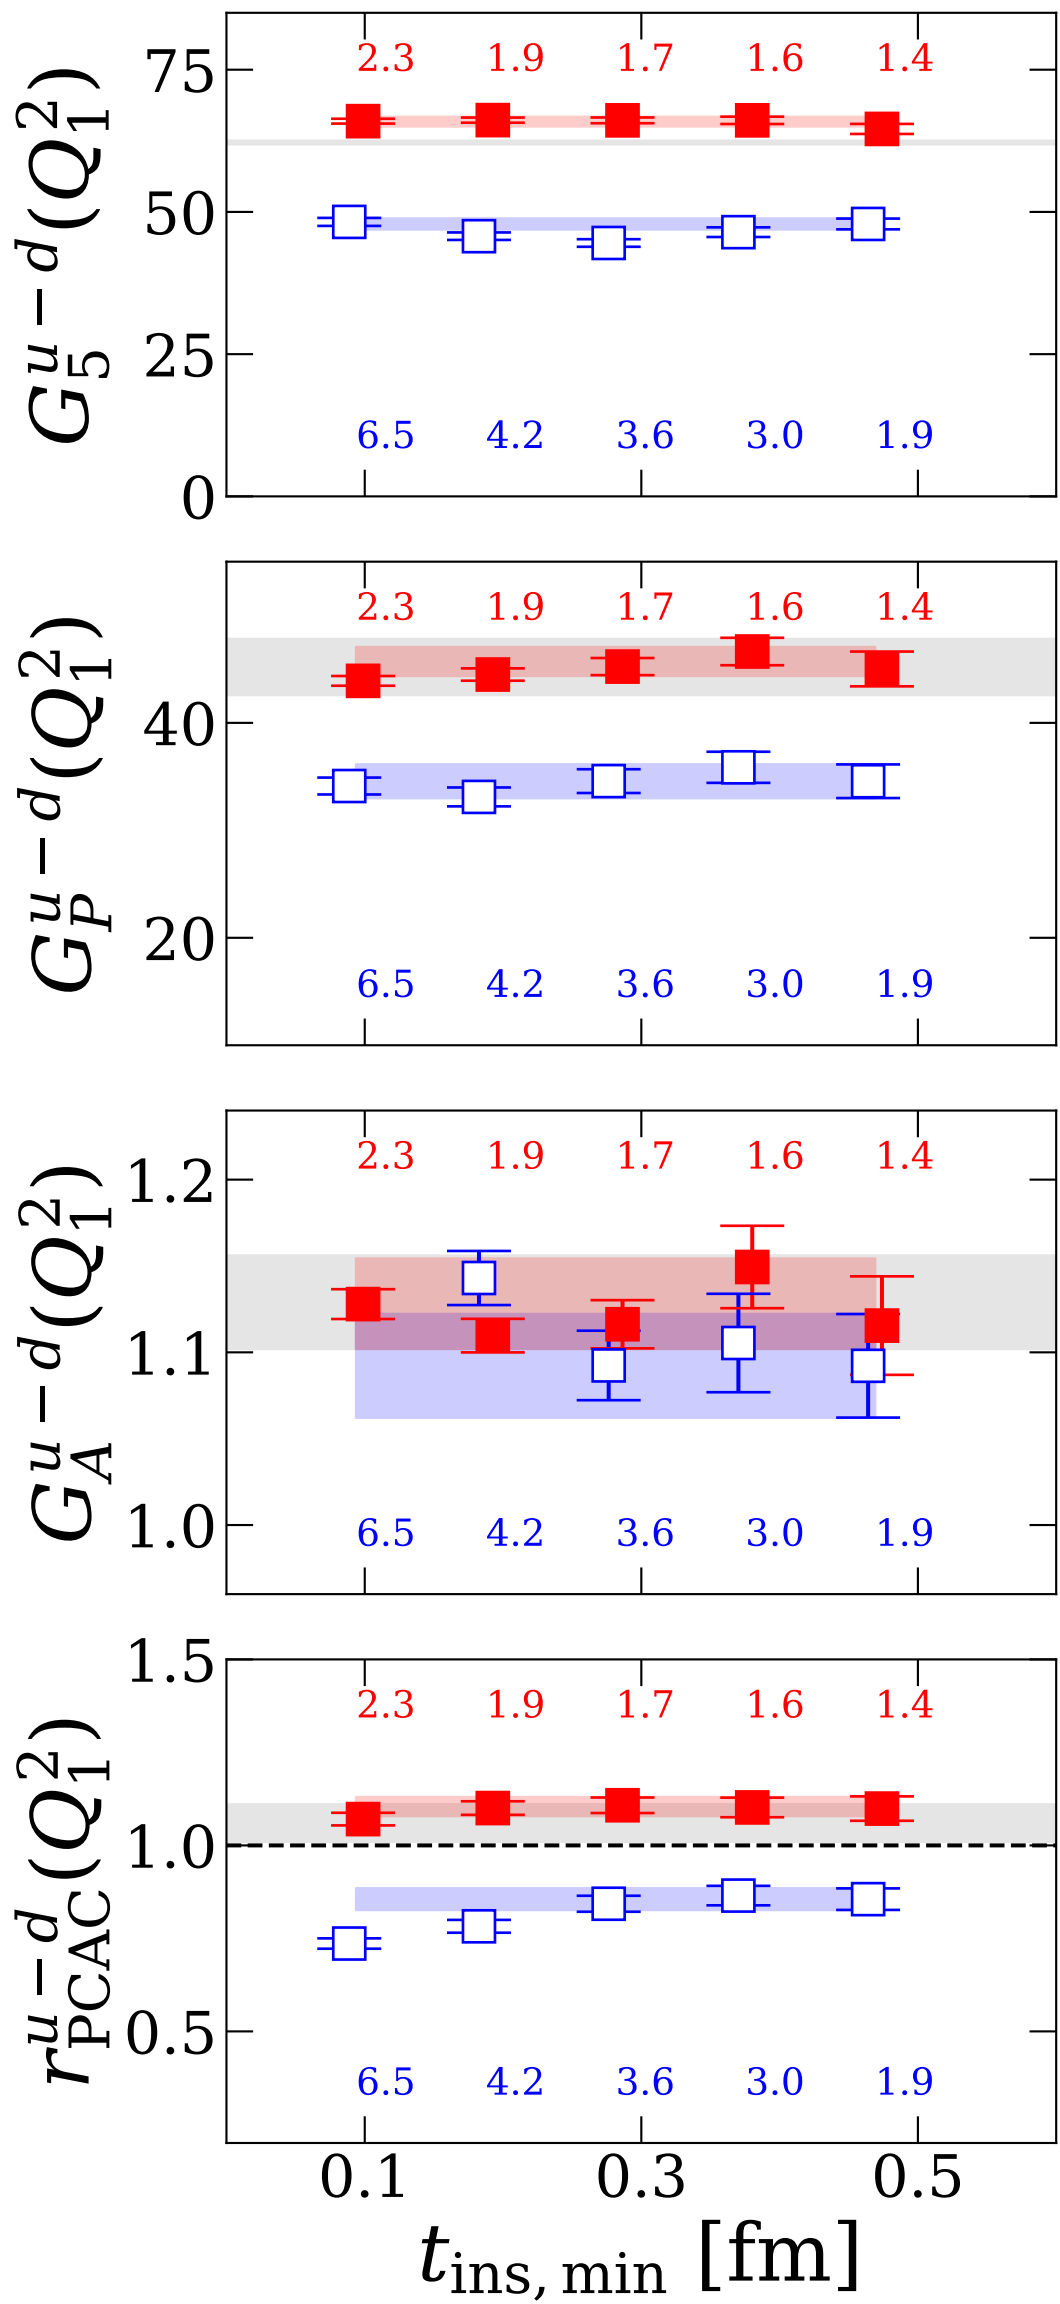 2.3 1.9 1.7 1.6 1.4
75
50
25
0
G_5^{u-d}(Q_1^2)
6.5 4.2 3.6 3.0 1.9
2.3 1.9 1.7 1.6 1.4
40
20
G_P^{u-d}(Q_1^2)
6.5 4.2 3.6 3.0 1.9
2.3 1.9 1.7 1.6 1.4
1.2
1.1
1.0
G_A^{u-d}(Q_1^2)
6.5 4.2 3.6 3.0 1.9
1.5
2.3 1.9 1.7 1.6 1.4
1.0
0.5
r_{PCAC}^{u-d}(Q_1^2)
6.5 4.2 3.6 3.0 1.9
0.1 0.3 0.5
t_{ins, min} [fm]